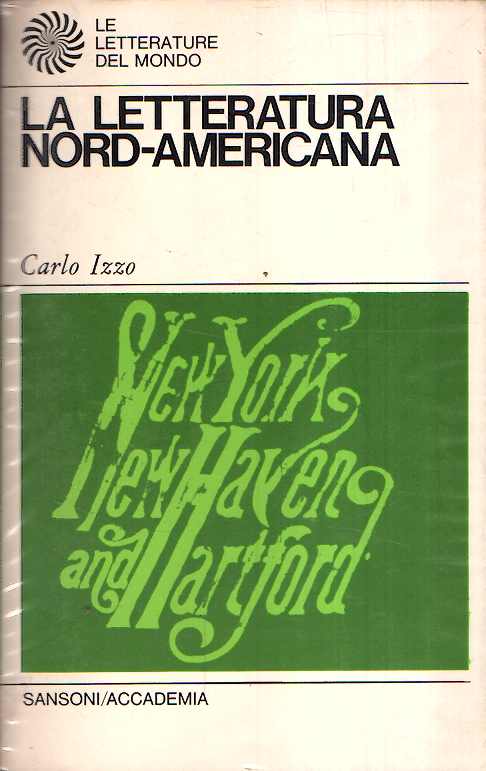 LE
LETTERATURE
DEL MONDO
LA LETTERATURA
NORD-AMERICANA
Carlo Izzo
New York,
New Haven
and Hartford
SANSONI/ACCADEMIA